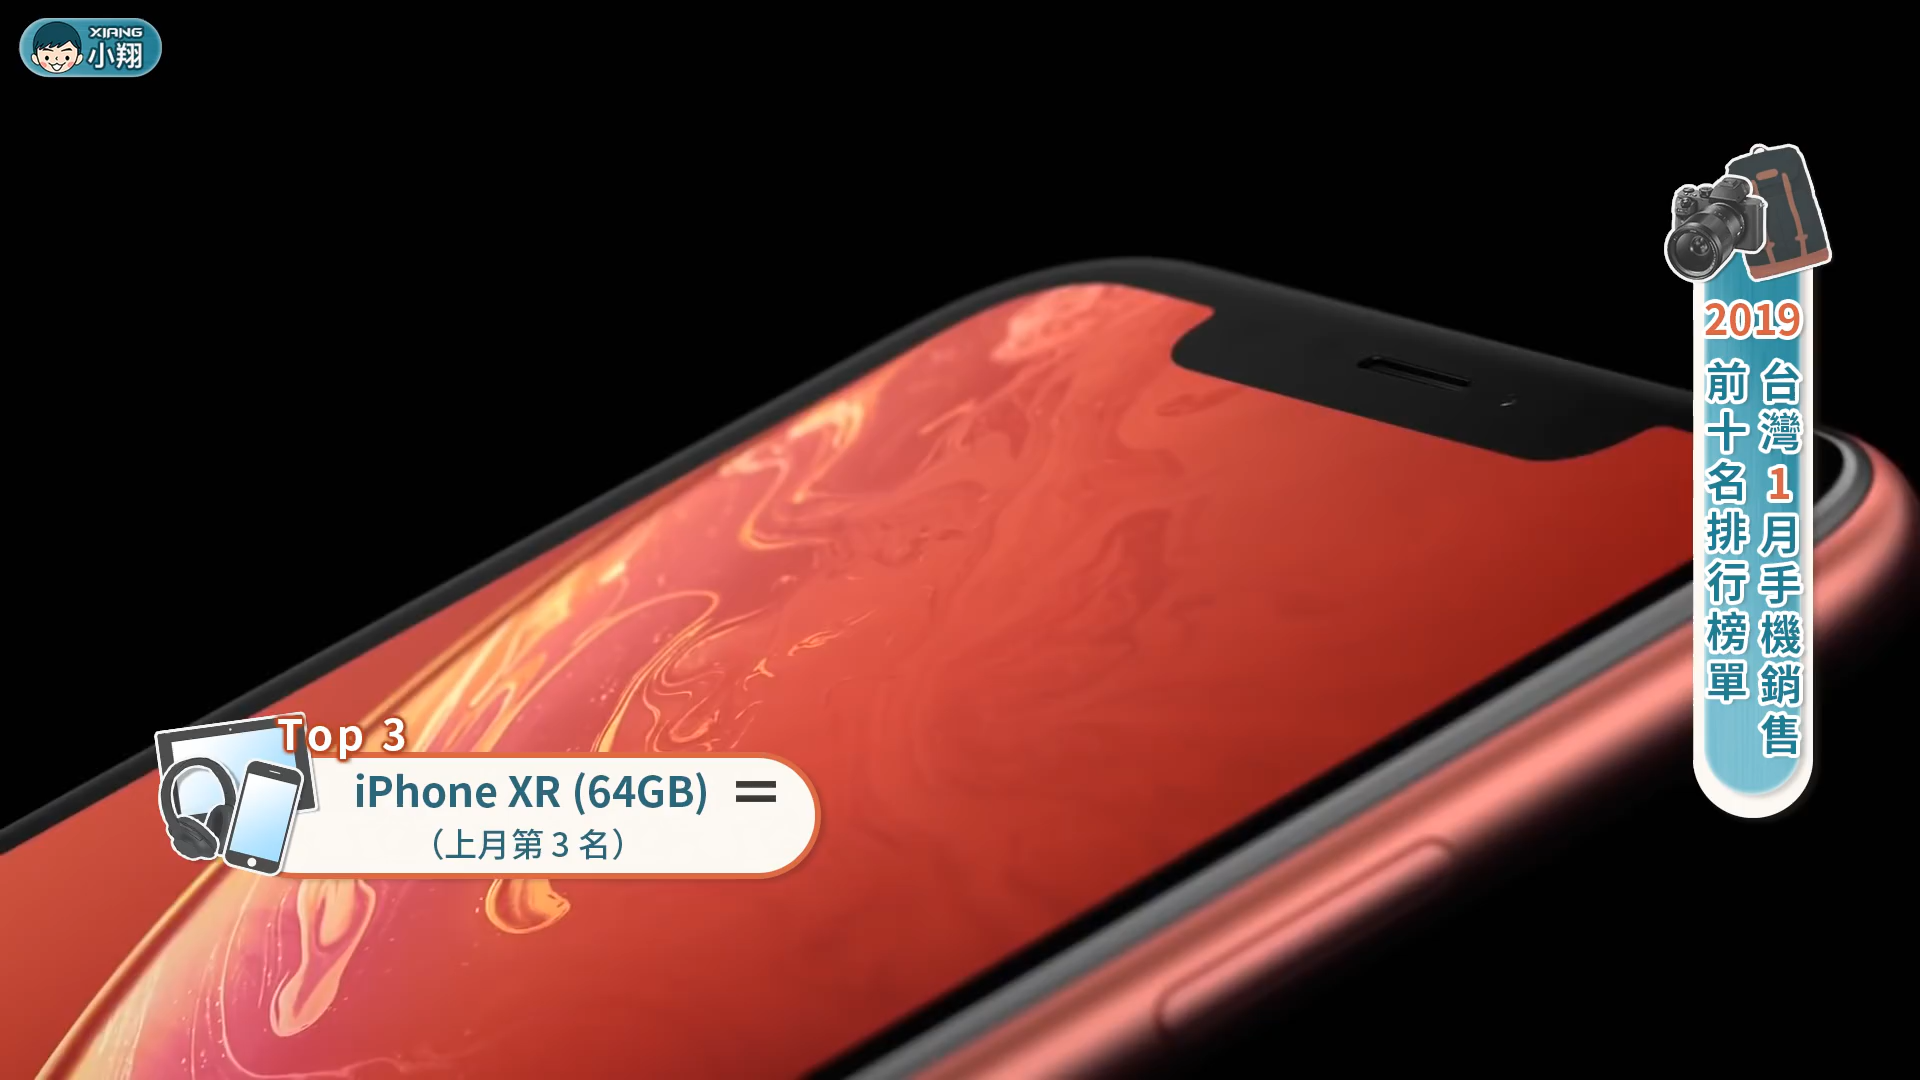 XIANG
小翔
2019
台灣1月手機銷售
前十名排行榜單
Top 3
iPhone XR (64GB) =
（上月第 3 名）